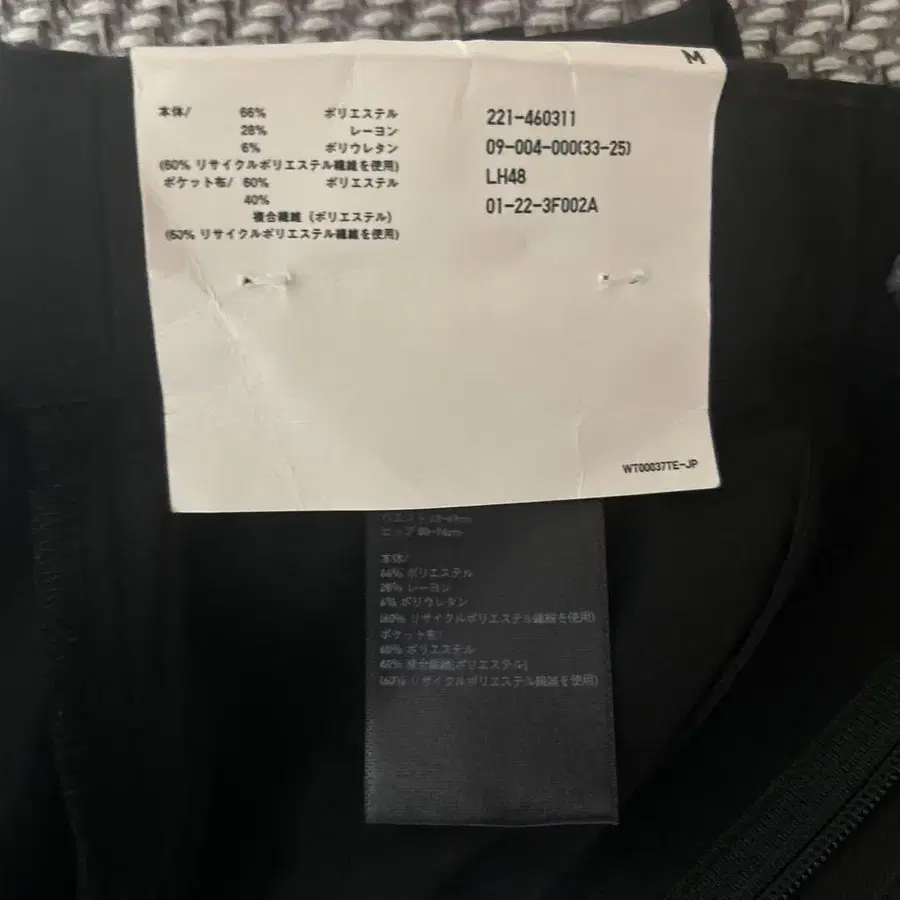 M
本体/ 66% ポリエステル
28% レーヨン
6% ポリウレタン
(60% リサイクルポリエステル繊維を使用)
ポケット布/ 60% ポリエステル
40%
複合繊維 (ポリエステル)
(63% リサイクルポリエステル繊維を使用)
221-460311
09-004-000(33-25)
LH48
01-22-3F002A
WT00037TE-JP
ヒップ
本体/
66% ポリエステル
28% レーヨン
6% ポリウレタン
(60% リサイクルポリエステル繊維を使用)
ポケット布/
60% ポリエステル
複合繊維(ポリエステル)
リサイクルポリエステル繊維を使用)